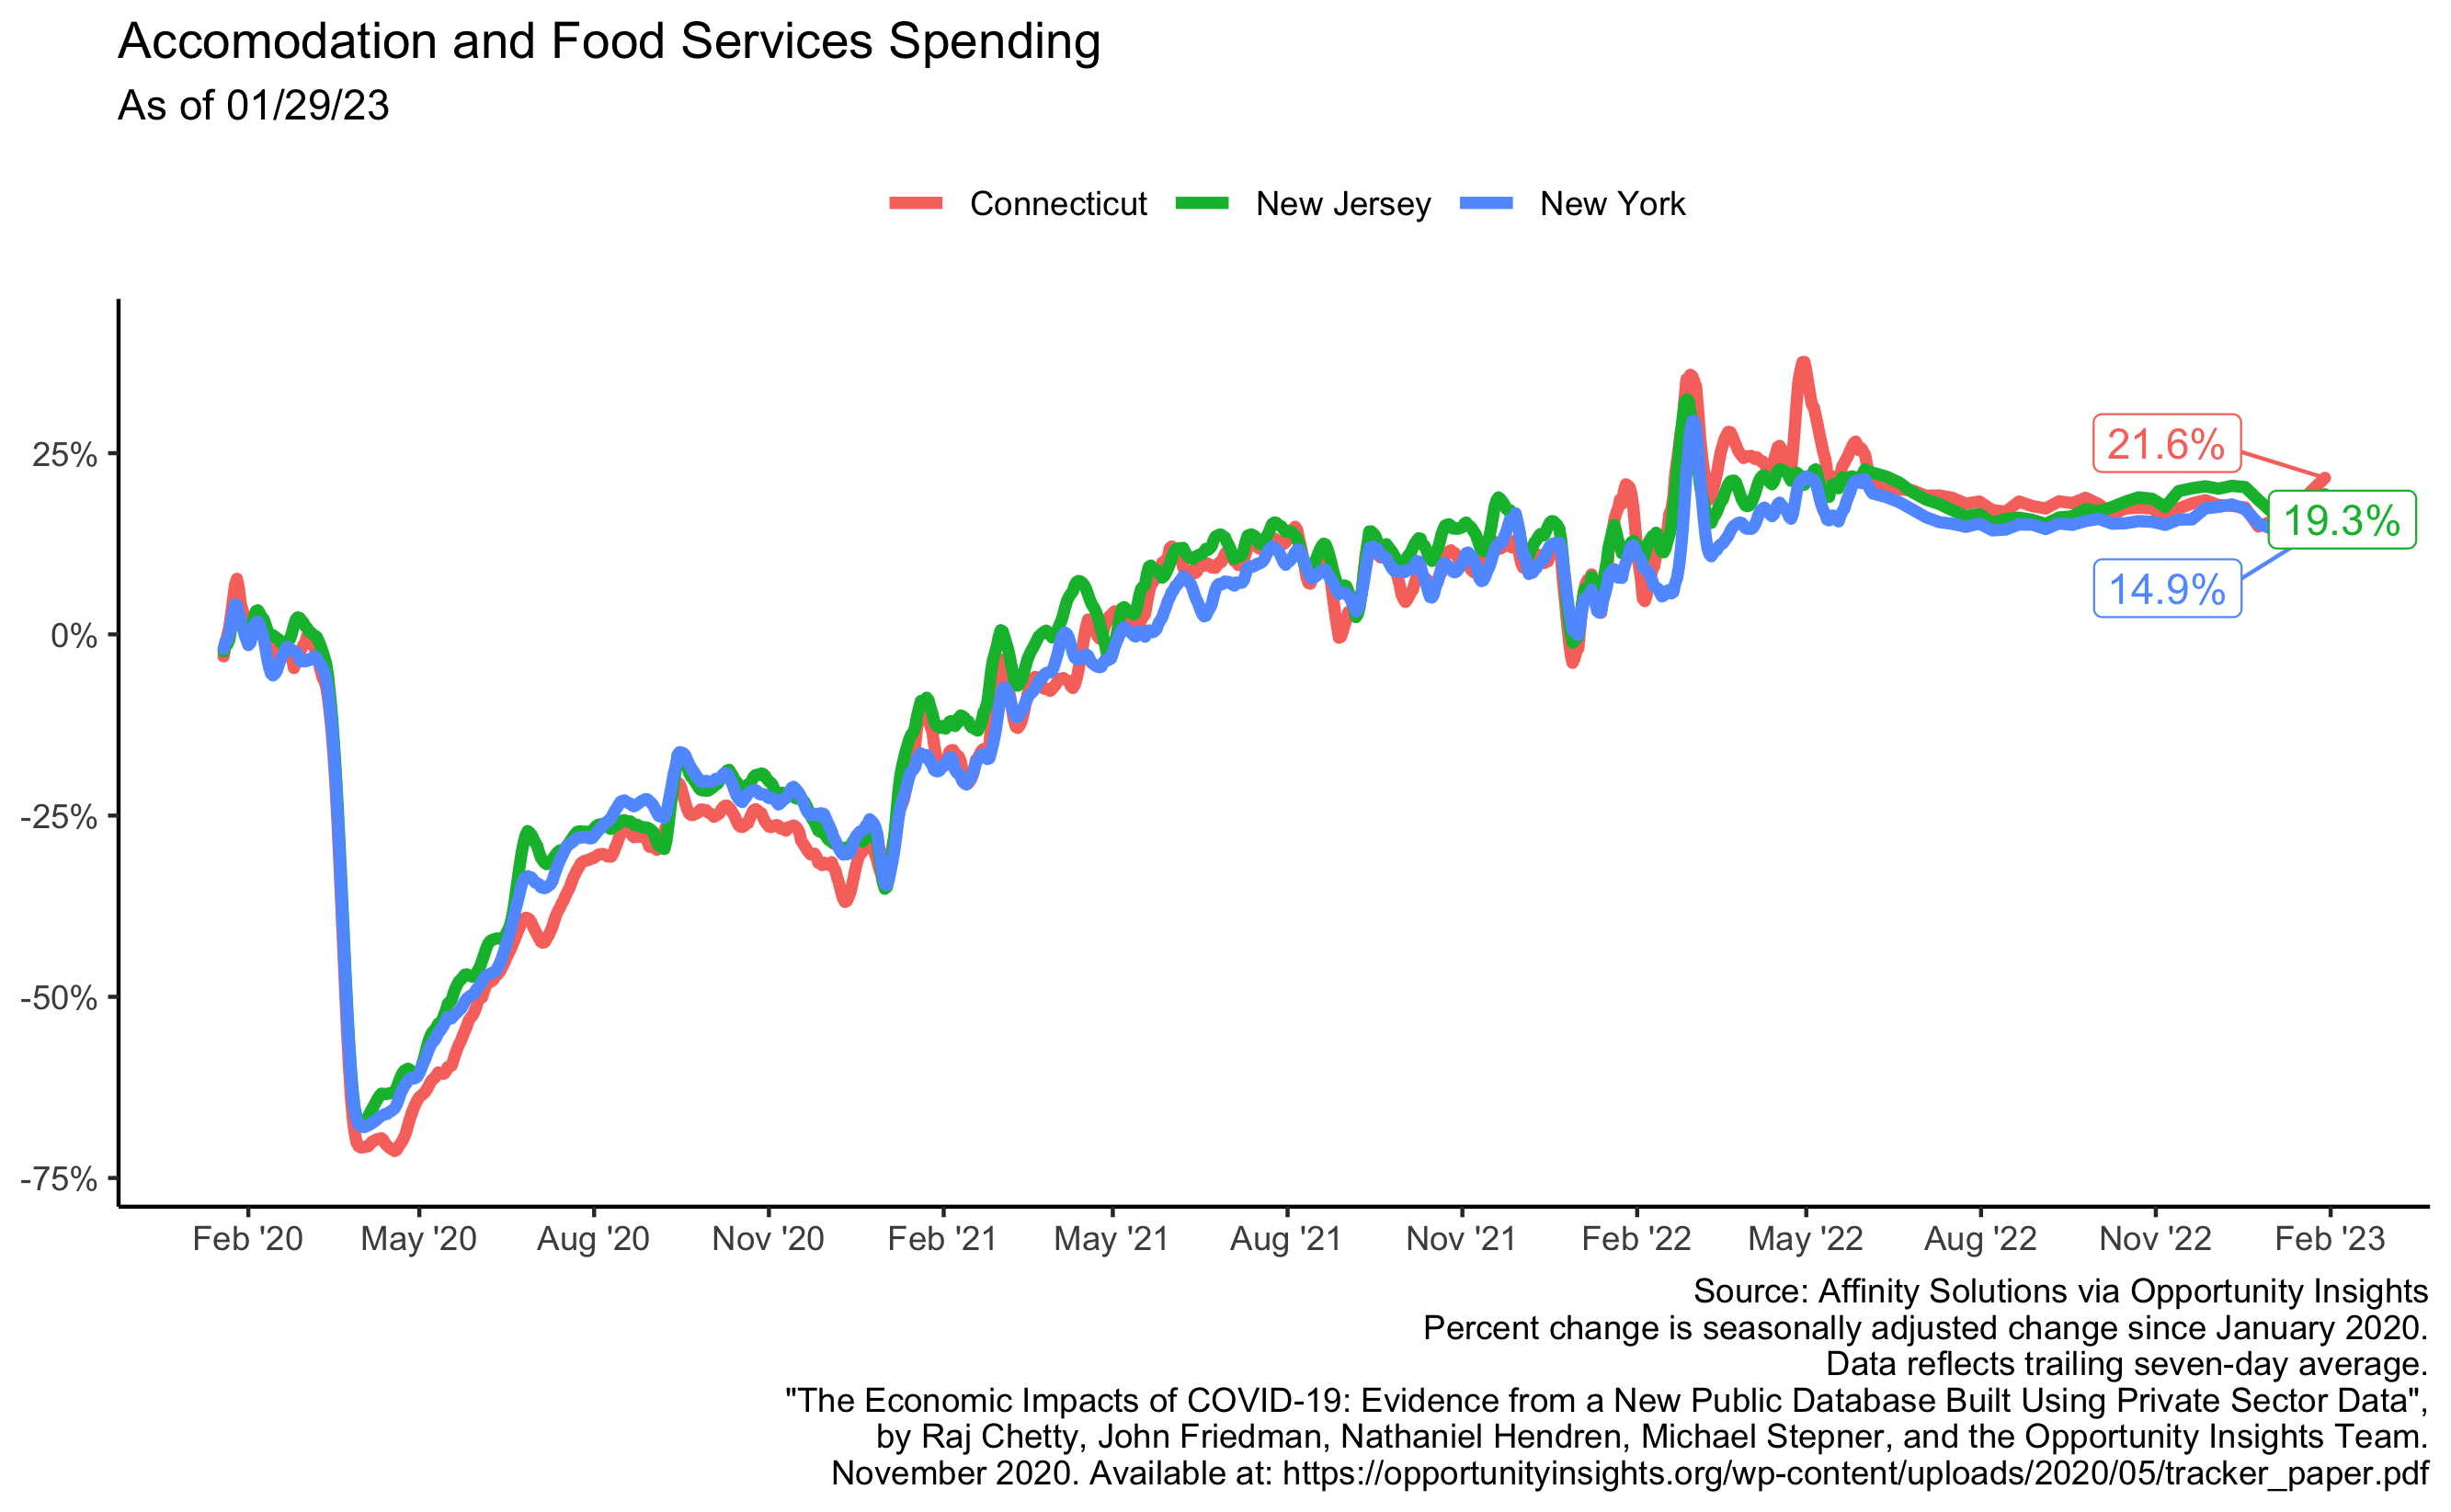 Accomodation and Food Services Spending
As of 01/29/23
Connecticut New Jersey New York
25%
0%
-25%
-50%
-75%
21.6%
19.3%
14.9%
Feb '20 May '20 Aug '20 Nov '20 Feb '21 May '21 Aug '21 Nov '21 Feb '22 May '22 Aug '22 Nov '22 Feb '23
Source: Affinity Solutions via Opportunity Insights
Percent change is seasonally adjusted change since January 2020.
Data reflects trailing seven-day average.
"The Economic Impacts of COVID-19: Evidence from a New Public Database Built Using Private Sector Data",
by Raj Chetty, John Friedman, Nathaniel Hendren, Michael Stepner, and the Opportunity Insights Team.
November 2020. Available at: https://opportunityinsights.org/wp-content/uploads/2020/05/tracker_paper.pdf